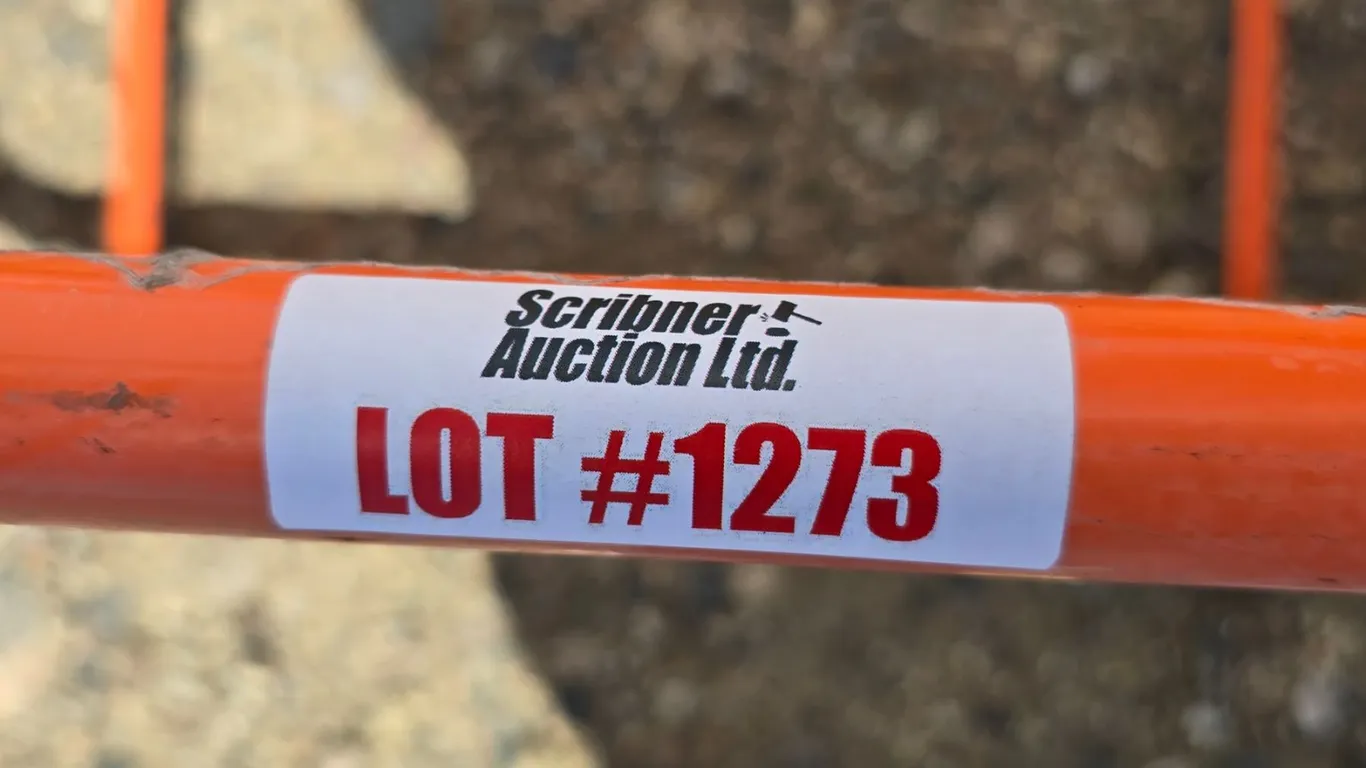 Scribner
Auction Ltd.
LOT #1273